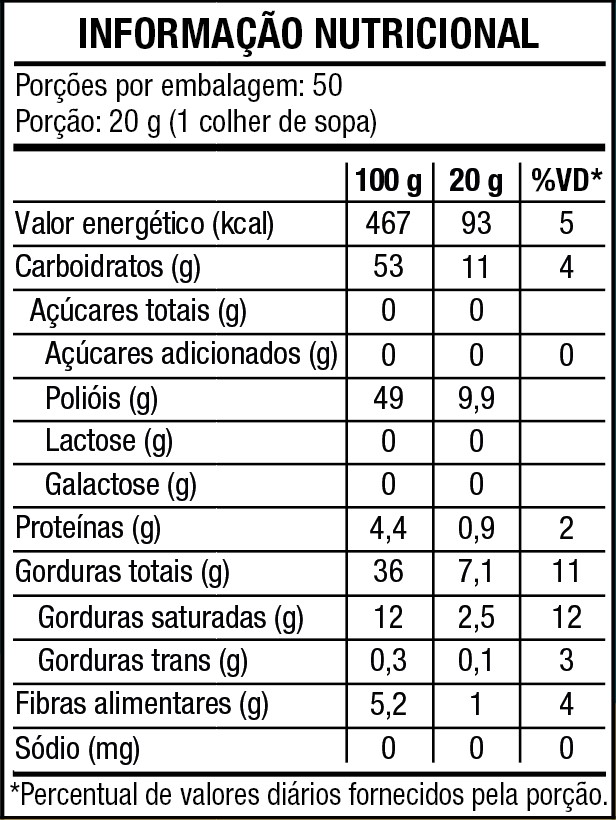 INFORMAÇÃO NUTRICIONAL
Porções por embalagem: 50
Porção: 20 g (1 colher de sopa)
100 g 20 g %VD*
Valor energético (kcal) 467 93 5
Carboidratos (g) 53 11 4
Açúcares totais (g) 0 0
Açúcares adicionados (g) 0 0 0
Polióis (g) 49 9,9
Lactose (g) 0 0
Galactose (g) 0 0
Proteínas (g) 4,4 0,9 2
Gorduras totais (g) 36 7,1 11
Gorduras saturadas (g) 12 2,5 12
Gorduras trans (g) 0,3 0,1 3
Fibras alimentares (g) 5,2 1 4
Sódio (mg) 0 0 0
*Percentual de valores diários fornecidos pela porção.